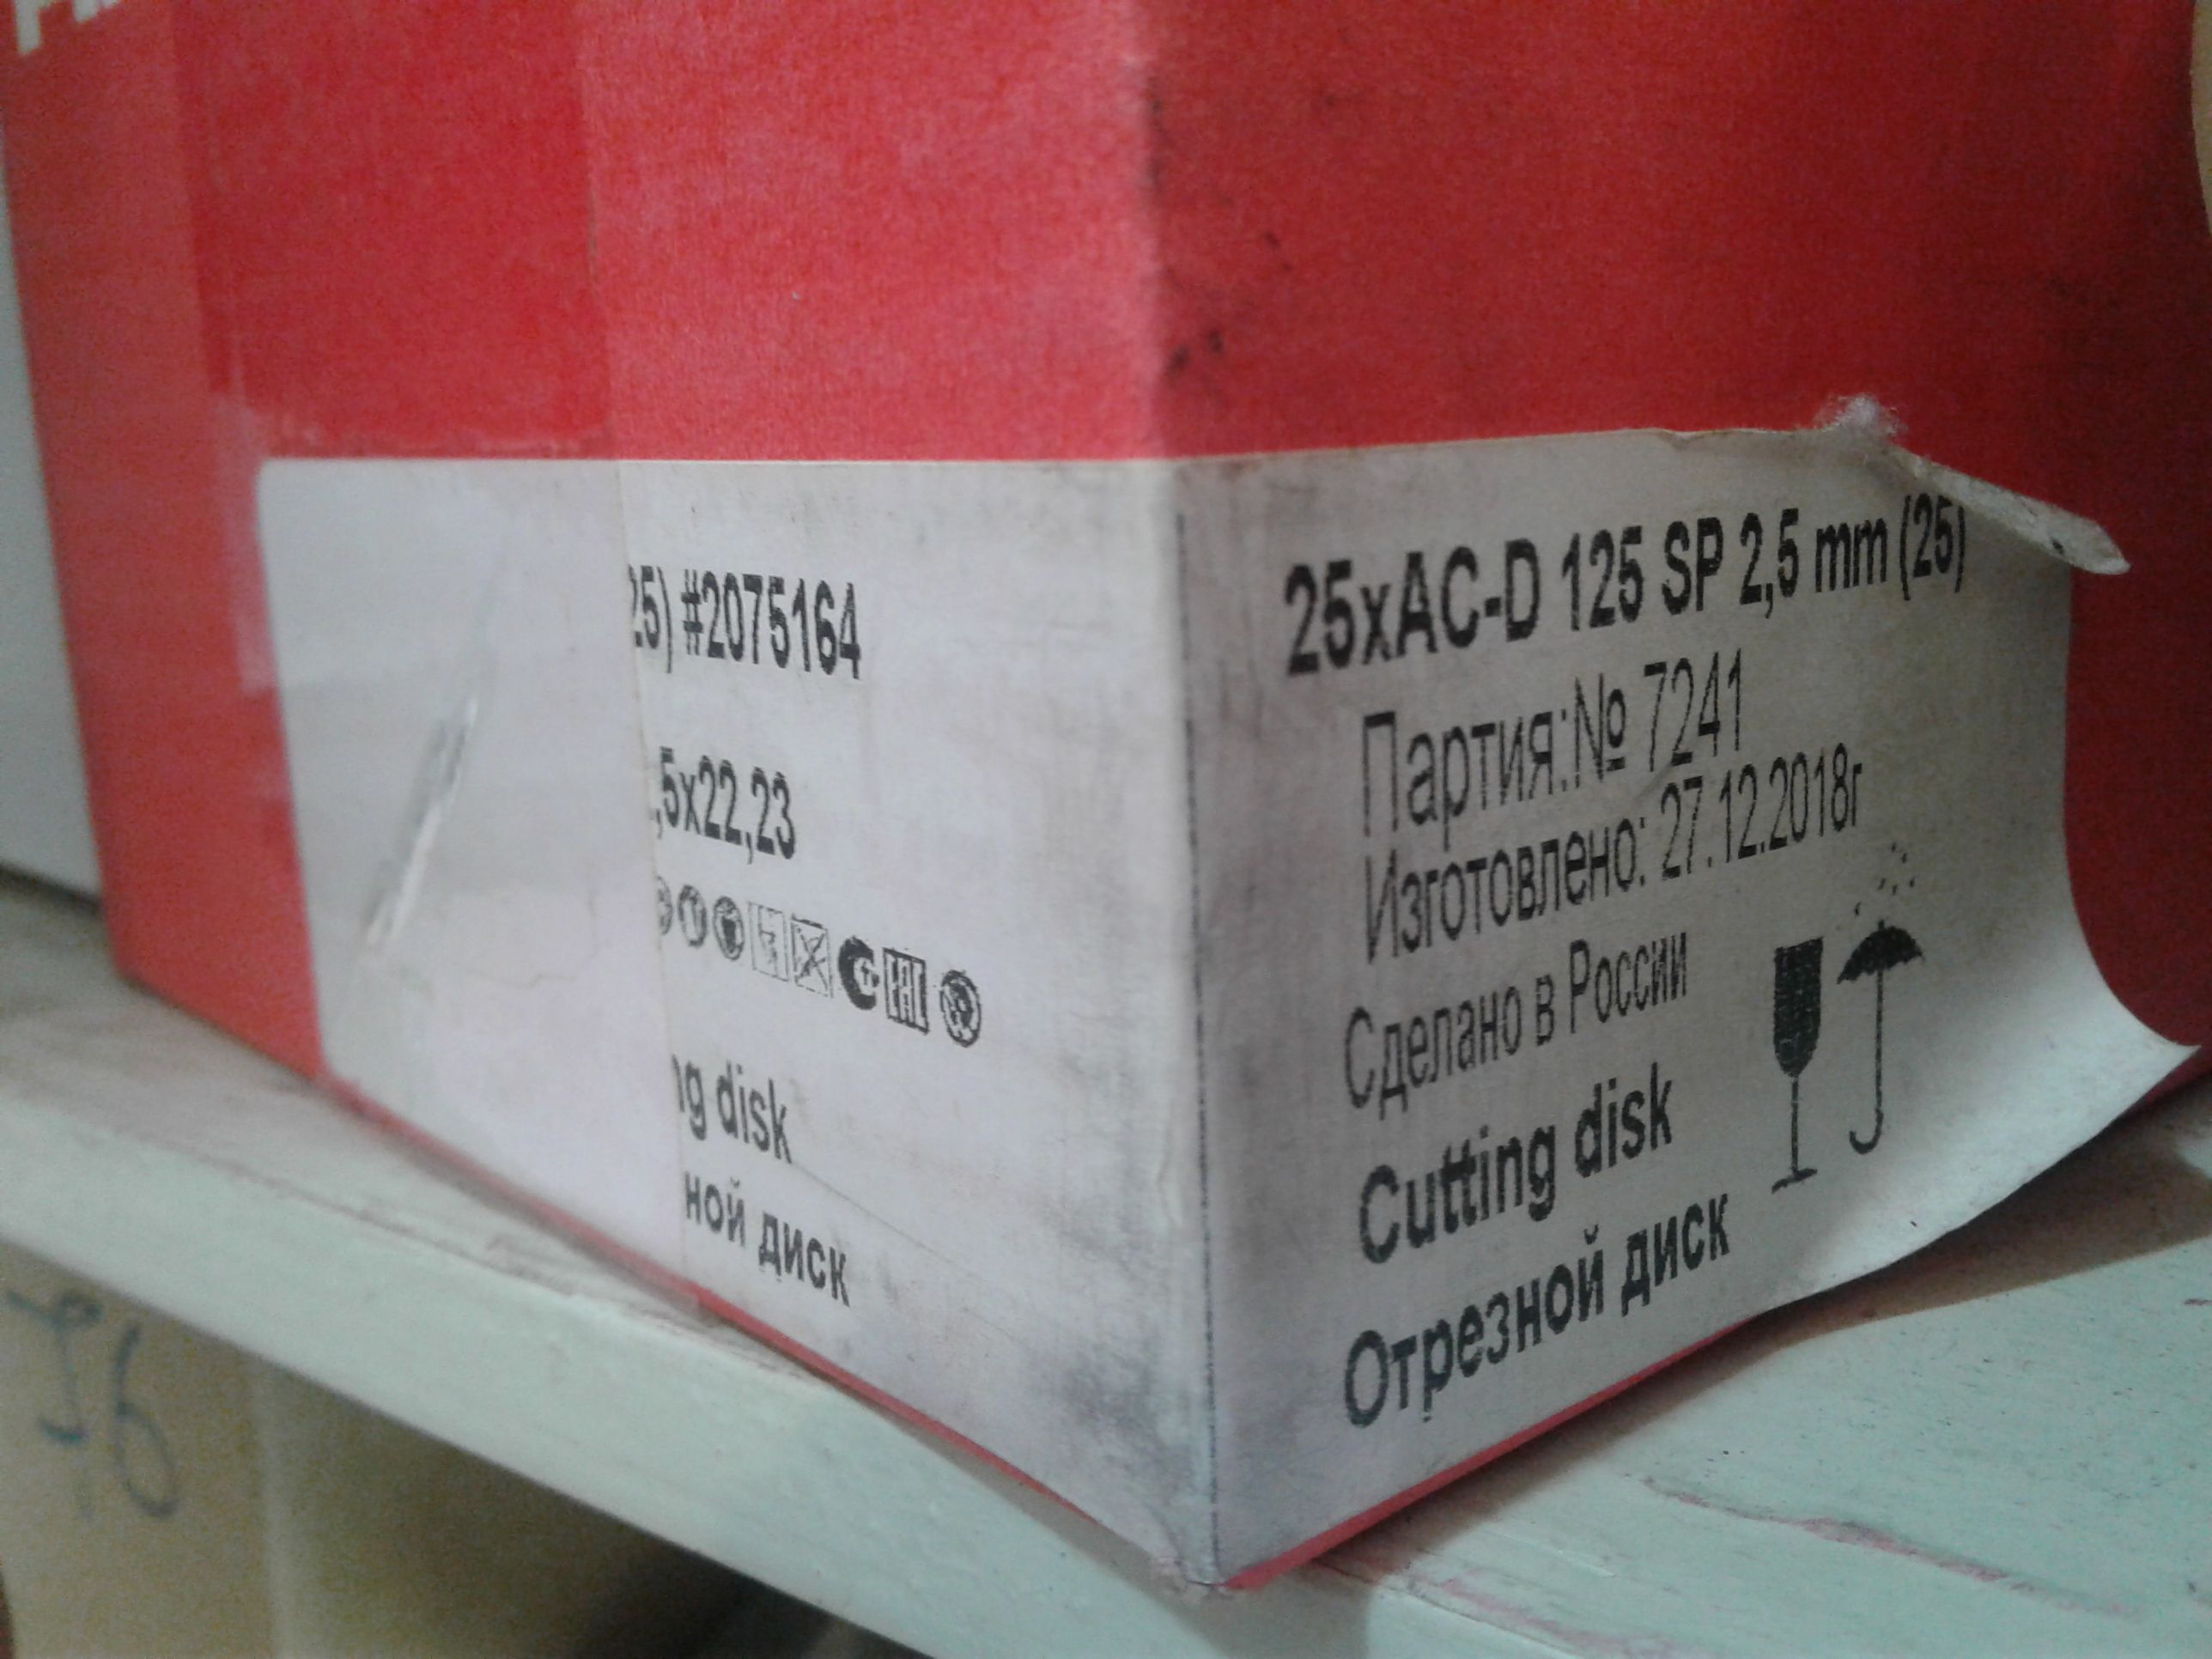 25) #2075164
,5x22,23
ng disk
ной диск
25xAC-D 125 SP 2,5 mm (25)
Партия:№ 7241
Изготовлено: 27.12.2018г
Сделано в России
Cutting disk
Отрезной диск
76